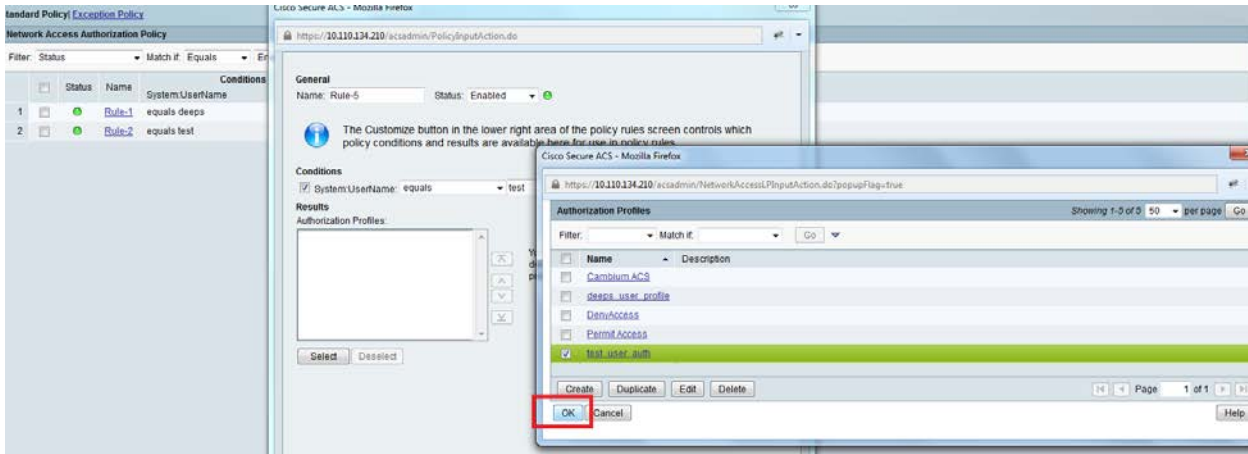 tandard Policy| Exception Policy
Network Access Authorization Policy
Filter: Status Match if: Equals En
Status Name Conditions
System:UserName
1 Rule-1 equals deeps
2 Rule-2 equals test
Cisco Secure ACS - Mozilla Firefox
https://10.110.134.210/acsadmin/PolicyInputAction.do
General
Name: Rule-5 Status: Enabled
The Customize button in the lower right area of the policy rules screen controls which
policy conditions and results are available here for use in policy rules.
Conditions
System:UserName: equals test
Results
Authorization Profiles:
Select Deselect
Cisco Secure ACS - Mozilla Firefox
https://10.110.134.210/acsadmin/NetworkAccessLPInputAction.do?popupFlag=true
Authorization Profiles Showing 1-5 of 5 50 per page Go
Filter: Match if: Go
Name Description
Cambium ACS
deeps_user_profile
DenyAccess
Permit Access
test_user_auth
Create Duplicate Edit Delete Page 1 of 1
OK Cancel Help